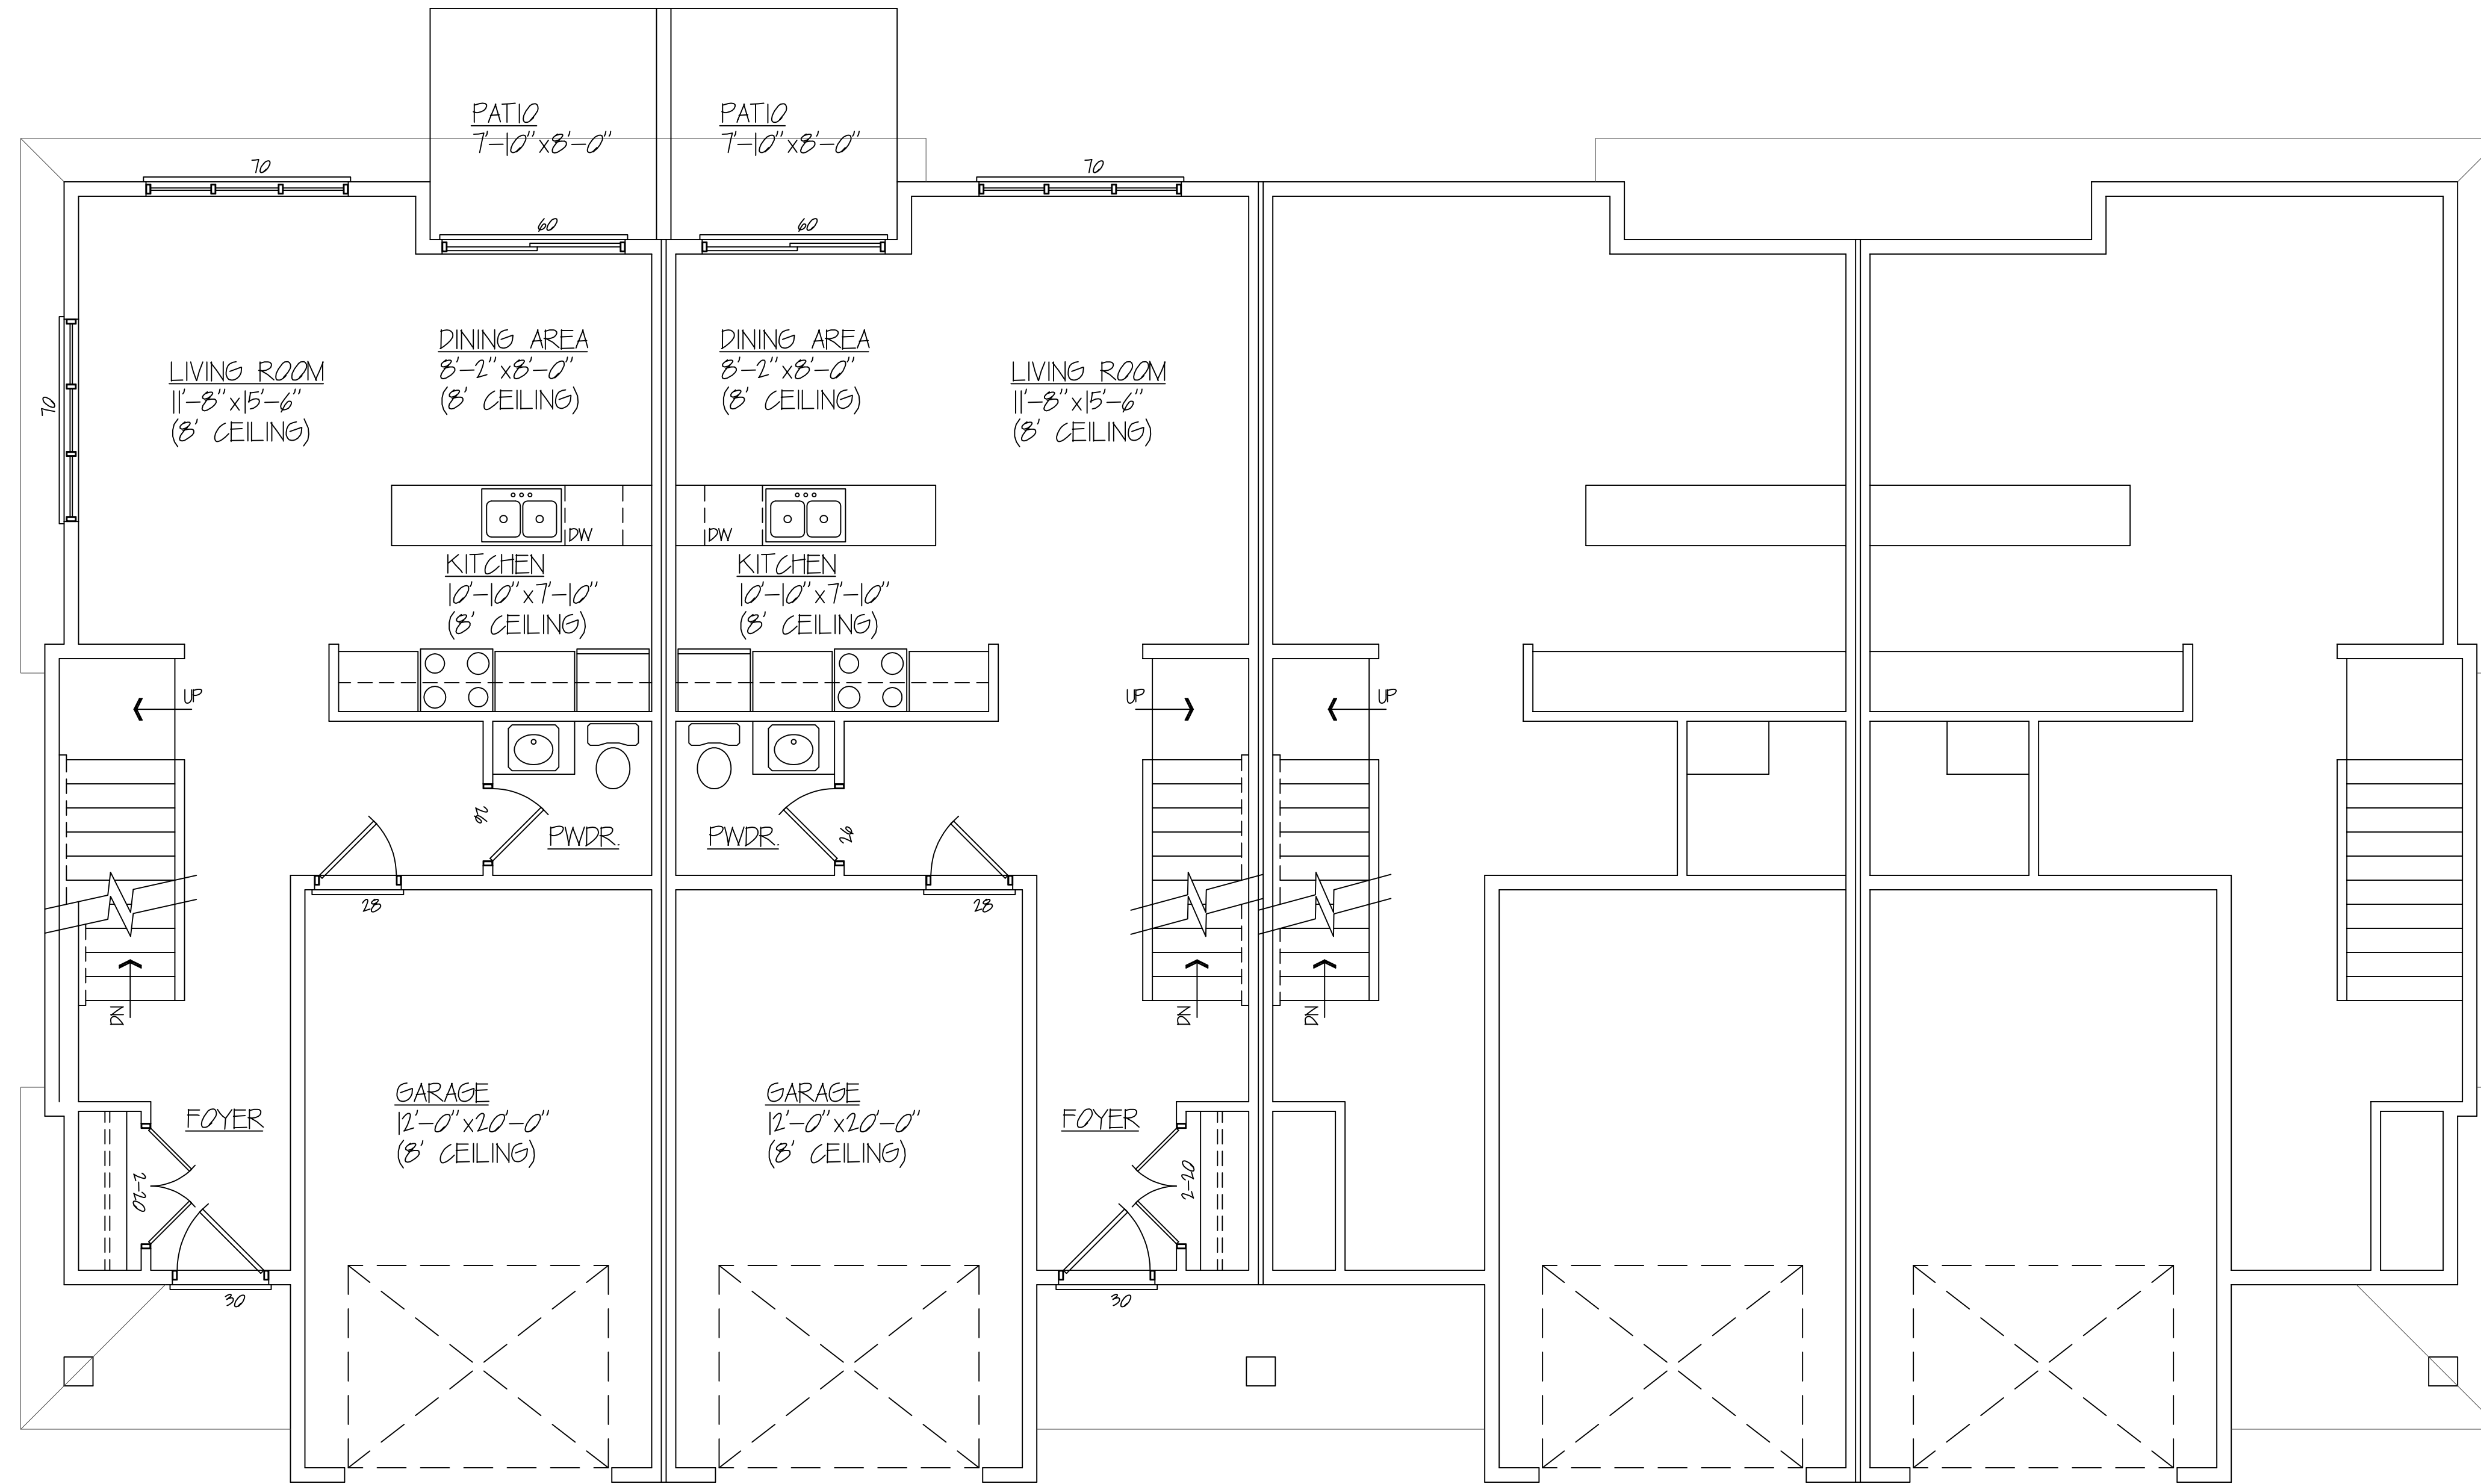 PATIO
7'-10"x8'-0"
PATIO
7'-10"x8'-0"
70
70
60
60
70
LIVING ROOM
11'-8"x15'-6"
(8' CEILING)
DINING AREA
8'-2"x8'-0"
(8' CEILING)
DINING AREA
8'-2"x8'-0"
(8' CEILING)
LIVING ROOM
11'-8"x15'-6"
(8' CEILING)
DW
DW
KITCHEN
10'-10"x7'-10"
(8' CEILING)
KITCHEN
10'-10"x7'-10"
(8' CEILING)
UP
UP
UP
26
26
PWDR.
PWDR.
28
28
DN
DN
DN
FOYER
GARAGE
12'-0"x20'-0"
(8' CEILING)
GARAGE
12'-0"x20'-0"
(8' CEILING)
FOYER
2-20
2-20
30
30